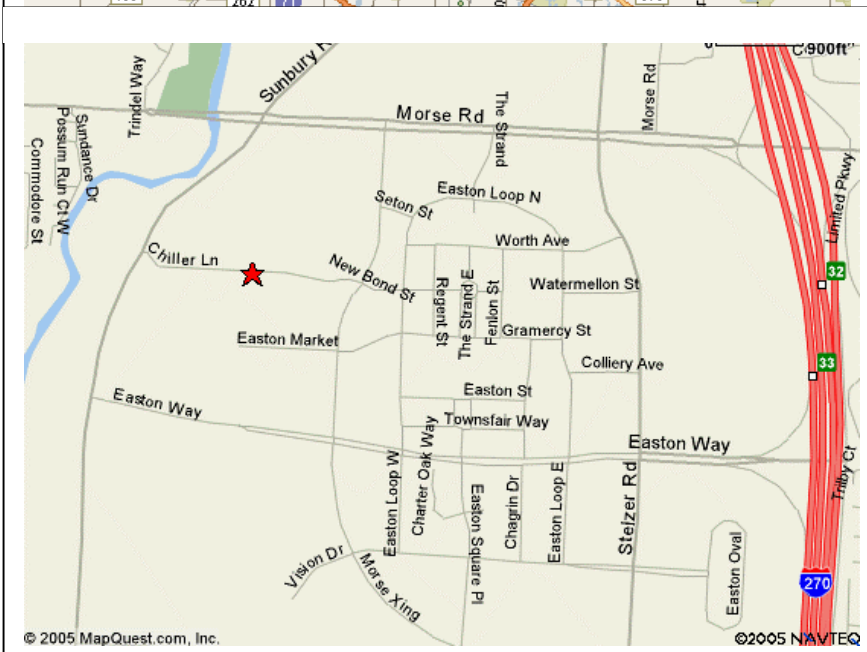 262
71
C-900ft
Sunbury R
Trindel Way
Morse Rd
The Strand
Morse Rd
Sundance Dr
Possum Run Ct W
Commodore St
Easton Loop N
Seton St
Limited Pkwy
Worth Ave
Chiller Ln
New Bond St
32
Watermellon St
Regent St
The Strand E
Fenlon St
Gramercy St
Easton Market
33
Colliery Ave
Easton St
Easton Way
Townsfair Way
Easton Way
Charter Oak Way
Easton Loop W
Trilby Ct
Stelzer Rd
Easton Loop E
Chagrin Dr
Easton Square Pl
Vision Dr
Morse Xing
Easton Oval
270
© 2005 MapQuest.com, Inc.
©2005 NAVTEQ